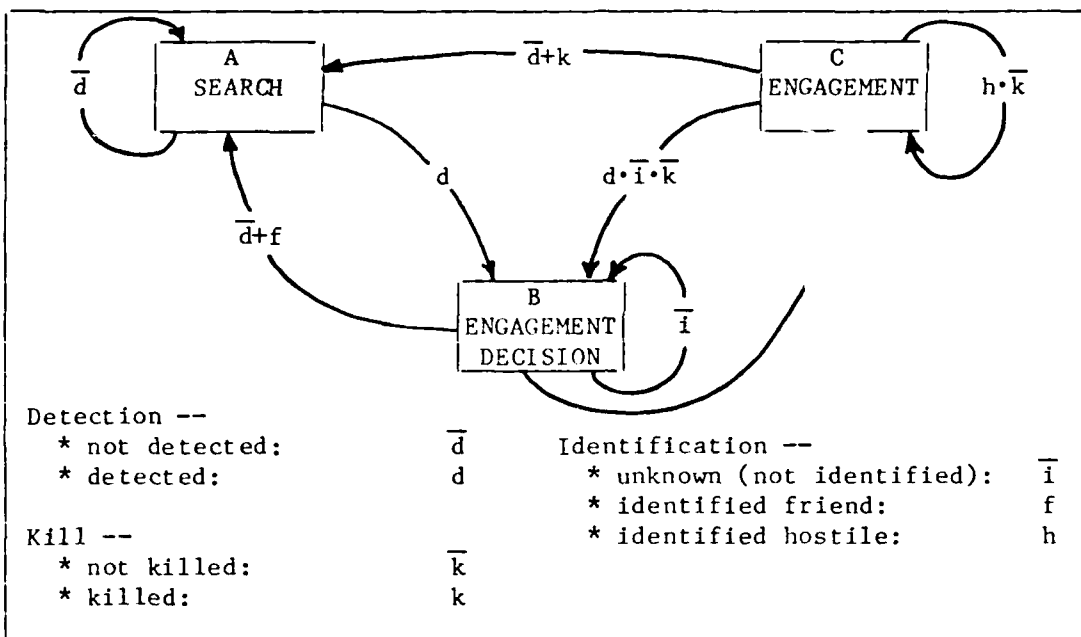 A
SEARCH
d̅
d̅+k
C
ENGAGEMENT
h·k̅
d
d·i̅·k̅
d̅+f
B
ENGAGEMENT
DECISION
i̅
Detection --
* not detected: d̅
* detected: d
Kill --
* not killed: k̅
* killed: k
Identification --
* unknown (not identified): i̅
* identified friend: f
* identified hostile: h